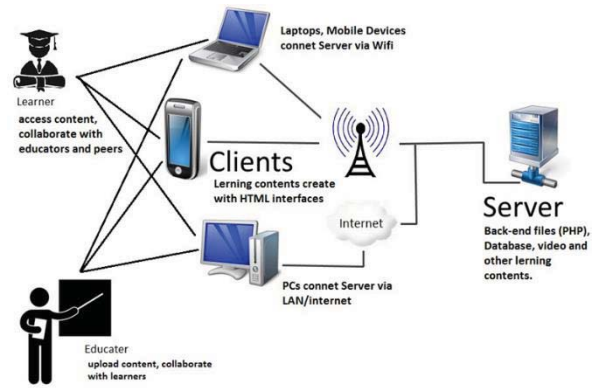 Laptops, Mobile Devices
connet Server via Wifi
Learner
access content,
collaborate with
educators and peers
Clients
Lerning contents create
with HTML interfaces
Internet
Server
Back-end files (PHP),
Database, video and
other lerning
contents.
PCs connet Server via
LAN/internet
Educater
upload content, collaborate
with learners